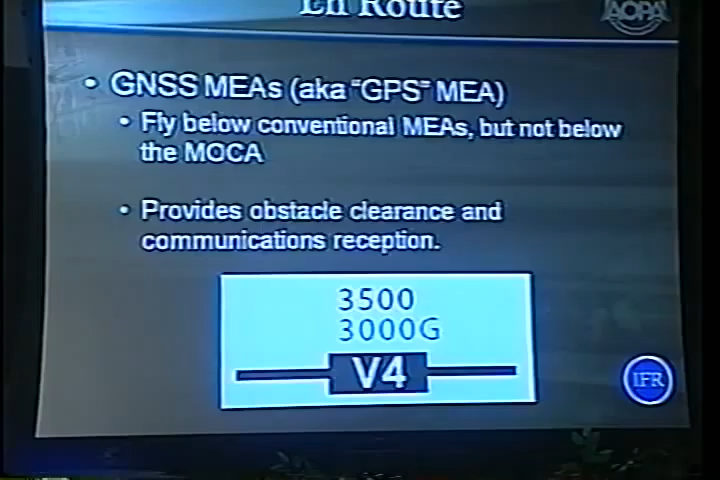 En Route
AOPA
• GNSS MEAs (aka "GPS" MEA)
• Fly below conventional MEAs, but not below
the MOCA
• Provides obstacle clearance and
communications reception.
3500
3000G
V4
IFR